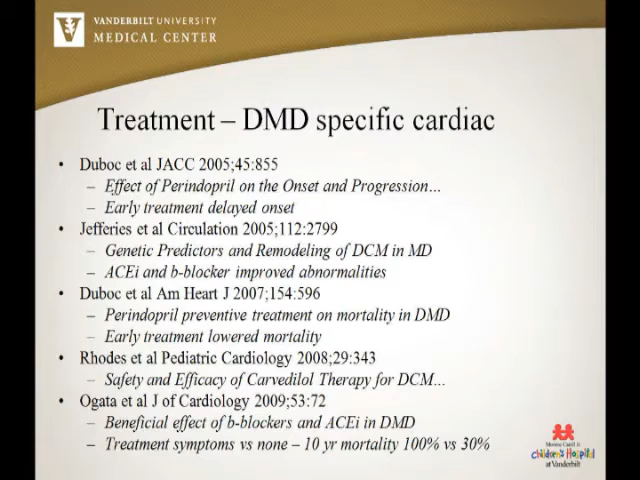 VANDERBILT UNIVERSITY
MEDICAL CENTER
Treatment – DMD specific cardiac
• Duboc et al JACC 2005;45:855
– Effect of Perindopril on the Onset and Progression…
– Early treatment delayed onset
• Jefferies et al Circulation 2005;112:2799
– Genetic Predictors and Remodeling of DCM in MD
– ACEi and b-blocker improved abnormalities
• Duboc et al Am Heart J 2007;154:596
– Perindopril preventive treatment on mortality in DMD
– Early treatment lowered mortality
• Rhodes et al Pediatric Cardiology 2008;29:343
– Safety and Efficacy of Carvedilol Therapy for DCM…
• Ogata et al J of Cardiology 2009;53:72
– Beneficial effect of b-blockers and ACEi in DMD
– Treatment symptoms vs none – 10 yr mortality 100% vs 30%
Monroe Carell Jr.
Children's Hospital
at Vanderbilt